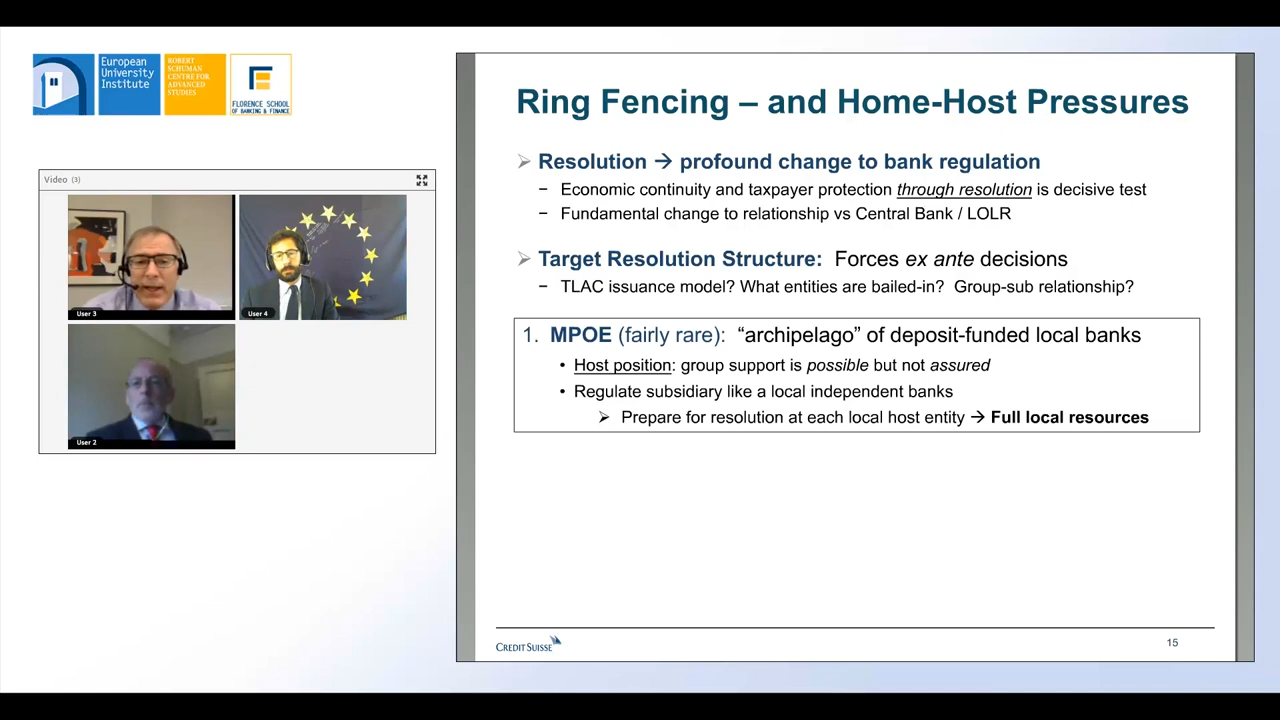 European
University
Institute
ROBERT
SCHUMAN
CENTRE FOR
ADVANCED
STUDIES
FLORENCE SCHOOL
OF BANKING & FINANCE
Video (3)
User 3
User 4
User 2
Ring Fencing – and Home-Host Pressures
➢ Resolution → profound change to bank regulation
− Economic continuity and taxpayer protection through resolution is decisive test
− Fundamental change to relationship vs Central Bank / LOLR
➢ Target Resolution Structure: Forces ex ante decisions
− TLAC issuance model? What entities are bailed-in? Group-sub relationship?
1. MPOE (fairly rare): “archipelago” of deposit-funded local banks
• Host position: group support is possible but not assured
• Regulate subsidiary like a local independent banks
➢ Prepare for resolution at each local host entity → Full local resources
CREDIT SUISSE
15